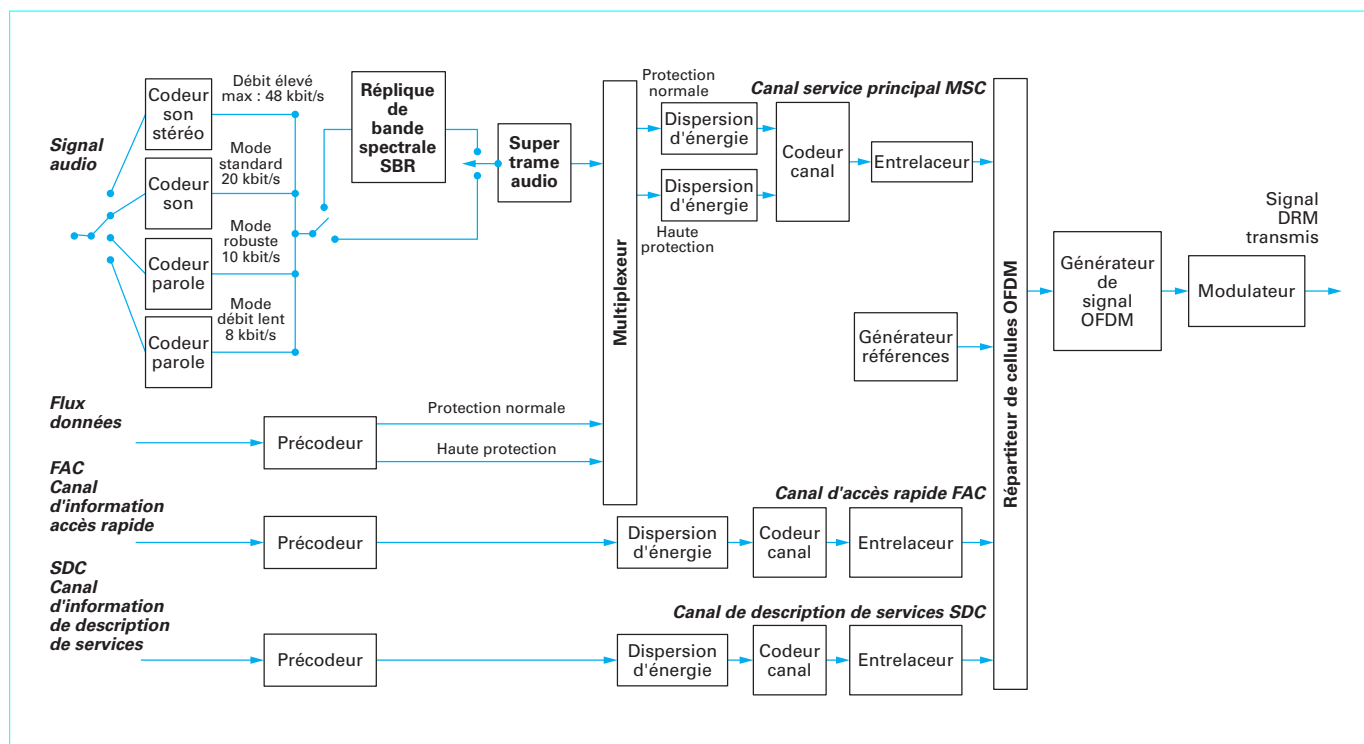 Signal
audio
Codeur
son
stéréo
Débit élevé
max : 48 kbit/s
Codeur
son
Mode
standard
20 kbit/s
Codeur
parole
Mode
robuste
10 kbit/s
Codeur
parole
Mode
débit lent
8 kbit/s
Réplique
de
bande
spectrale
SBR
Super
trame
audio
Multiplexeur
Protection
normale
Canal service principal MSC
Dispersion
d'énergie
Dispersion
d'énergie
Haute
protection
Codeur
canal
Entrelaceur
Générateur
références
Répartiteur de cellules OFDM
Générateur
de
signal
OFDM
Modulateur
Signal
DRM
transmis
Flux
données
Précodeur
Protection normale
Haute protection
FAC
Canal
d'information
accès rapide
Précodeur
Canal d'accès rapide FAC
Dispersion
d'énergie
Codeur
canal
Entrelaceur
SDC
Canal
d'information
de description
de services
Précodeur
Canal de description de services SDC
Dispersion
d'énergie
Codeur
canal
Entrelaceur